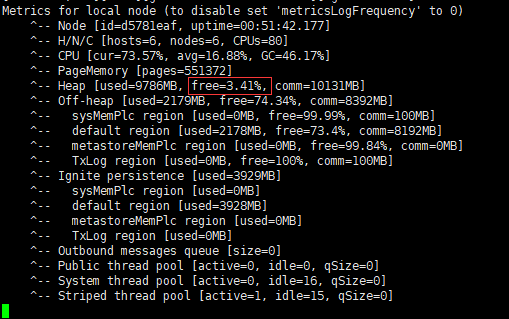 Metrics for local node (to disable set 'metricsLogFrequency' to 0)
^-- Node [id=d5781eaf, uptime=00:51:42.177]
^-- H/N/C [hosts=6, nodes=6, CPUs=80]
^-- CPU [cur=73.57%, avg=16.88%, GC=46.17%]
^-- PageMemory [pages=551372]
^-- Heap [used=9786MB, free=3.41%, comm=10131MB]
^-- Off-heap [used=2179MB, free=74.34%, comm=8392MB]
^-- sysMemPlc region [used=0MB, free=99.99%, comm=100MB]
^-- default region [used=2178MB, free=73.4%, comm=8192MB]
^-- metastoreMemPlc region [used=0MB, free=99.84%, comm=0MB]
^-- TxLog region [used=0MB, free=100%, comm=100MB]
^-- Ignite persistence [used=3929MB]
^-- sysMemPlc region [used=0MB]
^-- default region [used=3928MB]
^-- metastoreMemPlc region [used=0MB]
^-- TxLog region [used=0MB]
^-- Outbound messages queue [size=0]
^-- Public thread pool [active=0, idle=0, qSize=0]
^-- System thread pool [active=0, idle=16, qSize=0]
^-- Striped thread pool [active=1, idle=15, qSize=0]